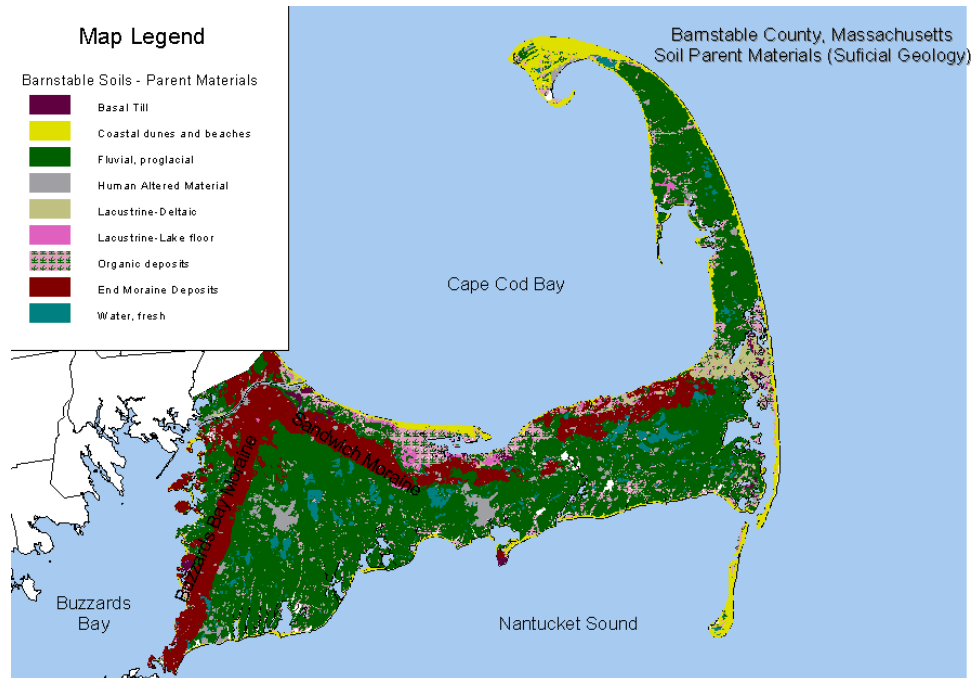 Map Legend
Barnstable Soils - Parent Materials
Basal Till
Coastal dunes and beaches
Fluvial, proglacial
Human Altered Material
Lacustrine-Deltaic
Lacustrine-Lake floor
Organic deposits
End Moraine Deposits
Water, fresh
Barnstable County, Massachusetts
Soil Parent Materials (Suficial Geology)
Cape Cod Bay
Sandwich Moraine
Buzzards Bay Moraine
Buzzards
Bay
Nantucket Sound